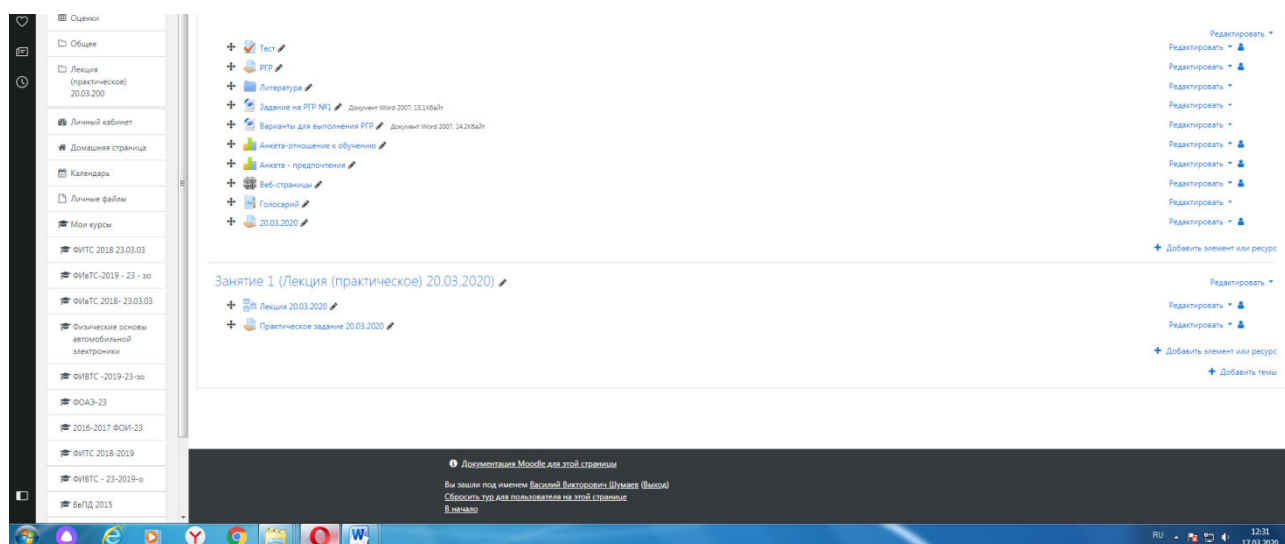 Оценки
Общее
Лекция
(практическое)
20.03.200
Личный кабинет
Домашняя страница
Календарь
Личные файлы
Мои курсы
ФИТС 2018 23.03.03
ФИвТС-2019 - 23 - зо
ФИвТС 2018- 23.03.03
Физические основы
автомобильной
электроники
ФИВТС -2019-23-зо
ФОАЭ-23
2016-2017 ФОИ-23
ФИТС 2018-2019
ФИВТС - 23-2019-о
ВеПД 2015
Редактировать
Тест Редактировать
РГР Редактировать
Литература Редактировать
Задание на РГР №1 Документ Word 2007, 15.1Кбайт Редактировать
Варианты для выполнения РГР Документ Word 2007, 14.2Кбайт Редактировать
Анкета-отношение к обучению Редактировать
Анкета - предпочтения Редактировать
Веб-страницы Редактировать
Голосарий Редактировать
20.03.2020 Редактировать
Добавить элемент или ресурс
Занятие 1 (Лекция (практическое) 20.03.2020) Редактировать
Лекция 20.03.2020 Редактировать
Практическое задание 20.03.2020 Редактировать
Добавить элемент или ресурс
Добавить темы
Документация Moodle для этой страницы
Вы зашли под именем Василий Викторович Шумаев (Выход)
Сбросить тур для пользователя на этой странице
В начало
RU 12:31
17.03.2020